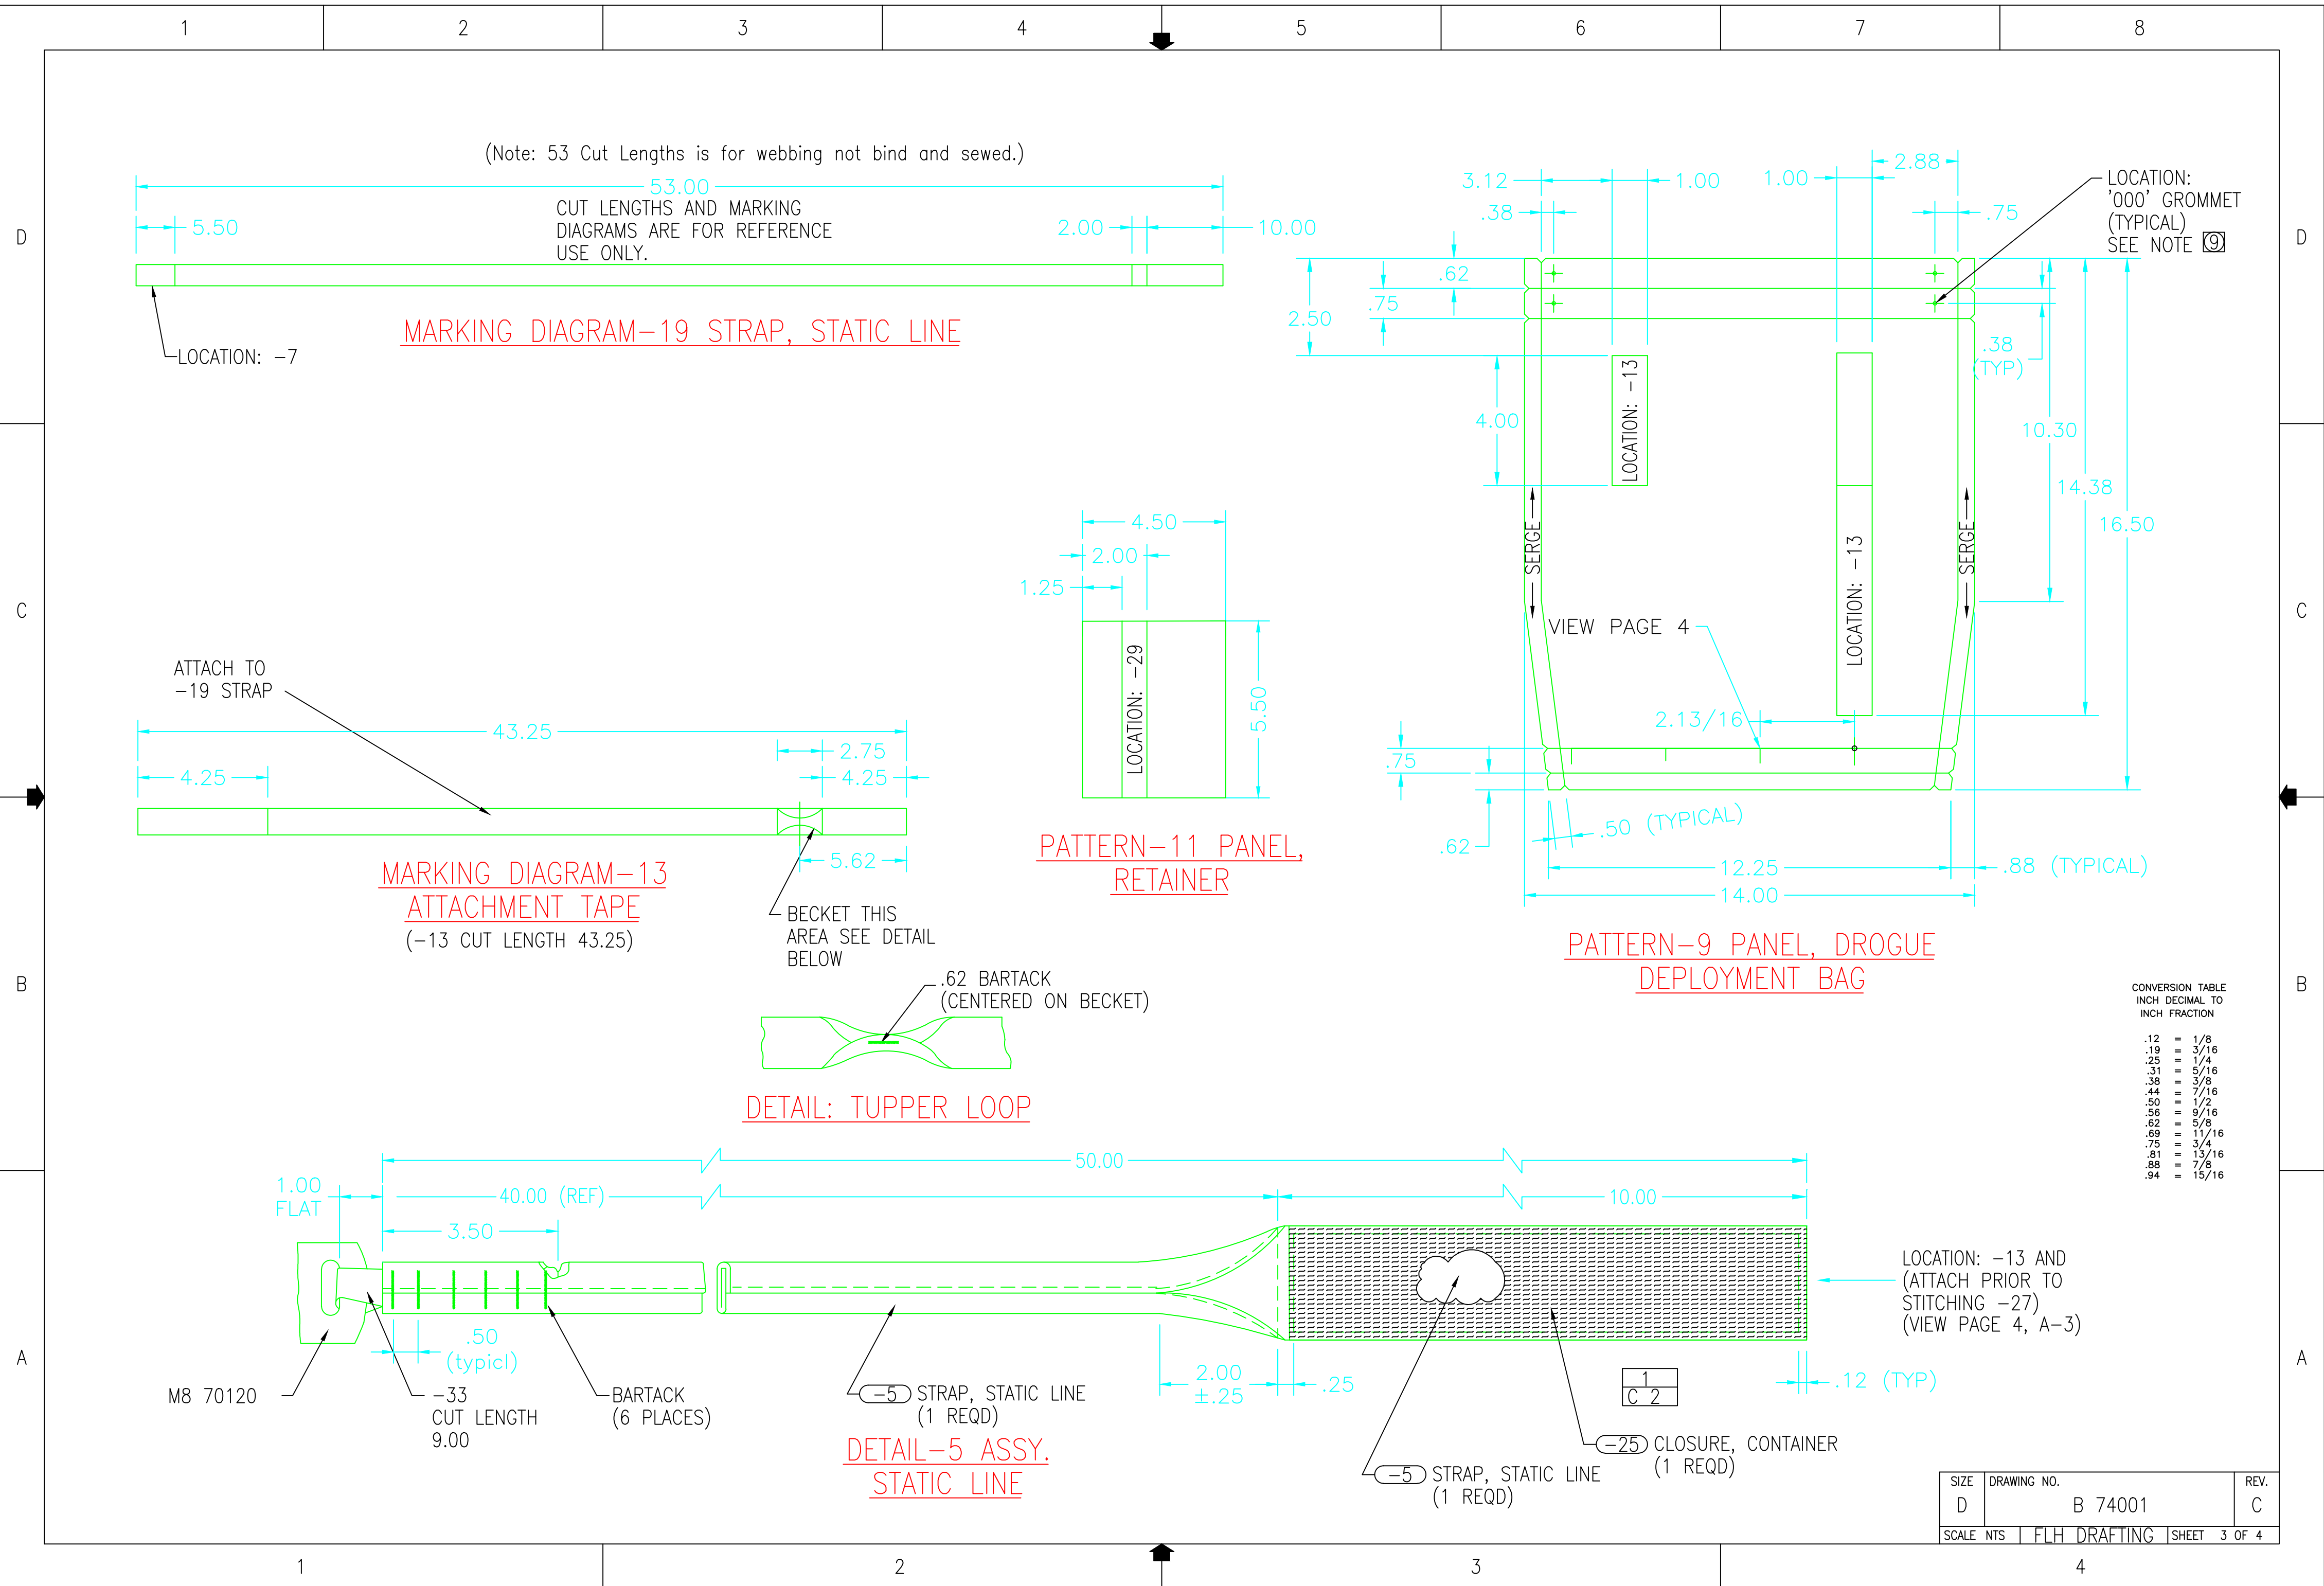 1 2 3 4 5 6 7 8
(Note: 53 Cut Lengths is for webbing not bind and sewed.)
53.00
CUT LENGTHS AND MARKING
DIAGRAMS ARE FOR REFERENCE
USE ONLY.
5.50
2.00
10.00
MARKING DIAGRAM-19 STRAP, STATIC LINE
LOCATION: -7
D
D
3.12
1.00
1.00
2.88
.38
.75
LOCATION:
'000' GROMMET
(TYPICAL)
SEE NOTE 9
.62
.75
2.50
.38
(TYP)
4.00
LOCATION: -13
10.30
14.38
16.50
SERGE
SERGE
LOCATION: -13
VIEW PAGE 4
2.13/16
.75
.62
.50 (TYPICAL)
12.25
.88 (TYPICAL)
14.00
PATTERN-9 PANEL, DROGUE
DEPLOYMENT BAG
C
C
4.50
2.00
1.25
LOCATION: -29
5.50
PATTERN-11 PANEL,
RETAINER
ATTACH TO
-19 STRAP
43.25
2.75
4.25
4.25
5.62
MARKING DIAGRAM-13
ATTACHMENT TAPE
(-13 CUT LENGTH 43.25)
BECKET THIS
AREA SEE DETAIL
BELOW
B
B
.62 BARTACK
(CENTERED ON BECKET)
DETAIL: TUPPER LOOP
CONVERSION TABLE
INCH DECIMAL TO
INCH FRACTION
.12 = 1/8
.19 = 3/16
.25 = 1/4
.31 = 5/16
.38 = 3/8
.44 = 7/16
.50 = 1/2
.56 = 9/16
.62 = 5/8
.69 = 11/16
.75 = 3/4
.81 = 13/16
.88 = 7/8
.94 = 15/16
50.00
1.00
FLAT
40.00 (REF)
10.00
3.50
.50
(typicl)
M8 70120
-33
CUT LENGTH
9.00
BARTACK
(6 PLACES)
-5 STRAP, STATIC LINE
(1 REQD)
2.00
±.25
.25
DETAIL-5 ASSY.
STATIC LINE
1
C 2
.12 (TYP)
LOCATION: -13 AND
(ATTACH PRIOR TO
STITCHING -27)
(VIEW PAGE 4, A-3)
-25 CLOSURE, CONTAINER
(1 REQD)
-5 STRAP, STATIC LINE
(1 REQD)
A
A
SIZE DRAWING NO. REV.
D B 74001 C
SCALE NTS FLH DRAFTING SHEET 3 OF 4
1 2 3 4